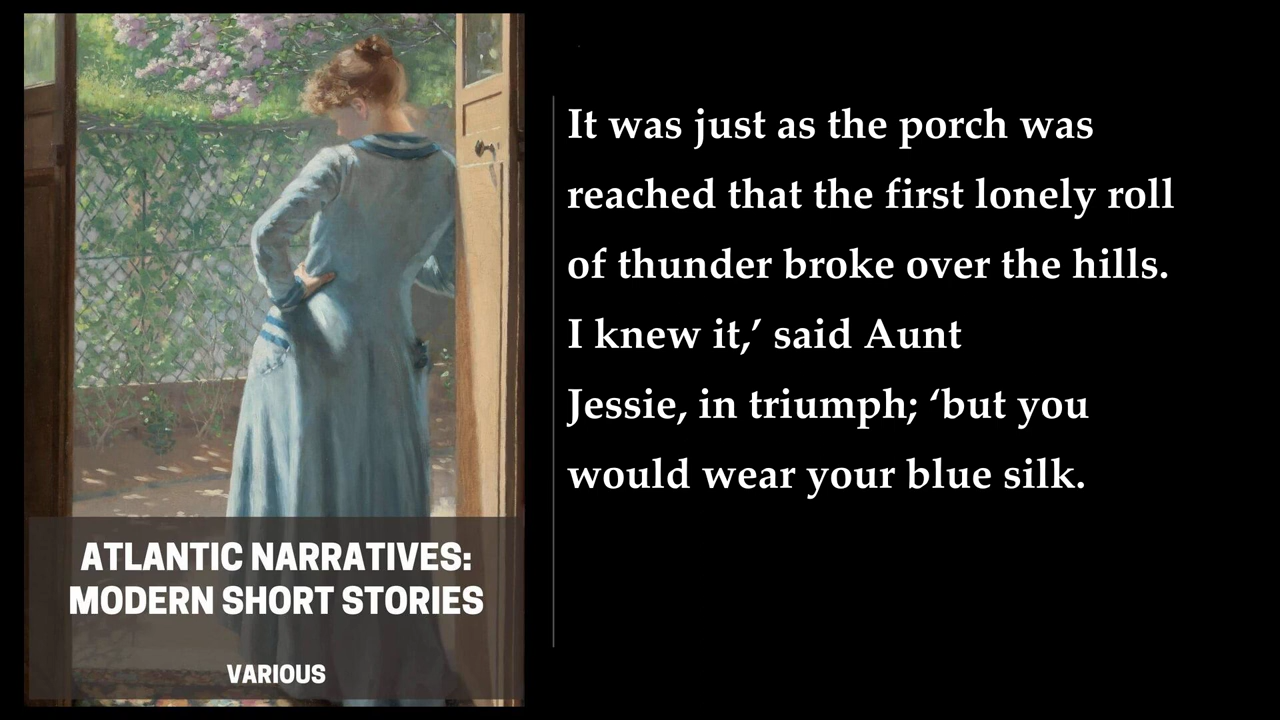 It was just as the porch was
reached that the first lonely roll
of thunder broke over the hills.
I knew it,’ said Aunt
Jessie, in triumph; ‘but you
would wear your blue silk.
ATLANTIC NARRATIVES:
MODERN SHORT STORIES
VARIOUS